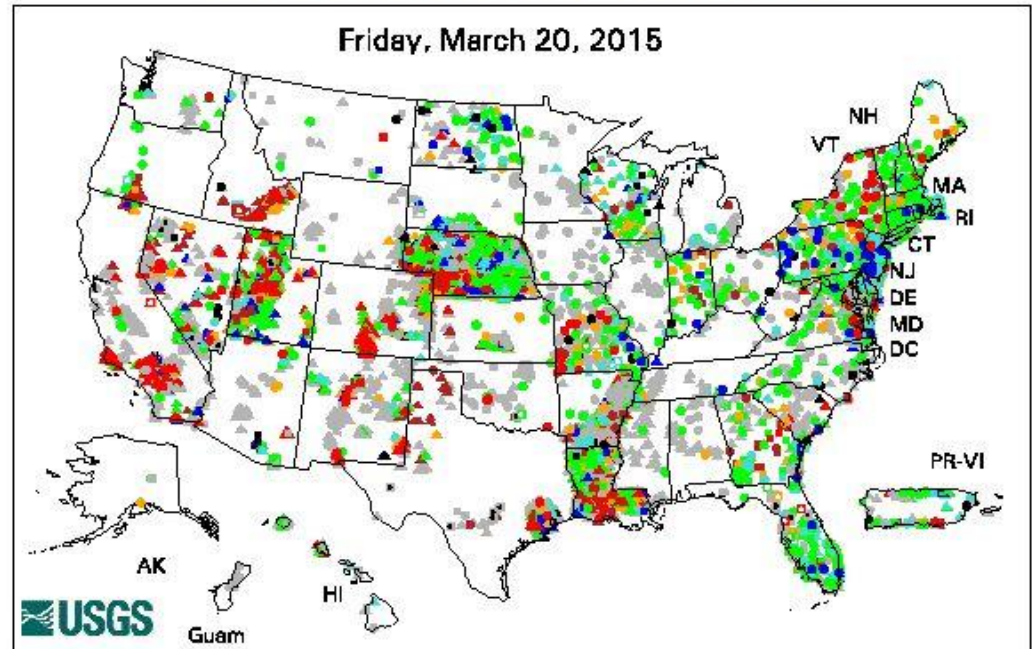 Friday, March 20, 2015
NH
VT
MA
RI
CT
NJ
DE
MD
DC
PR-VI
AK
HI
Guam
USGS